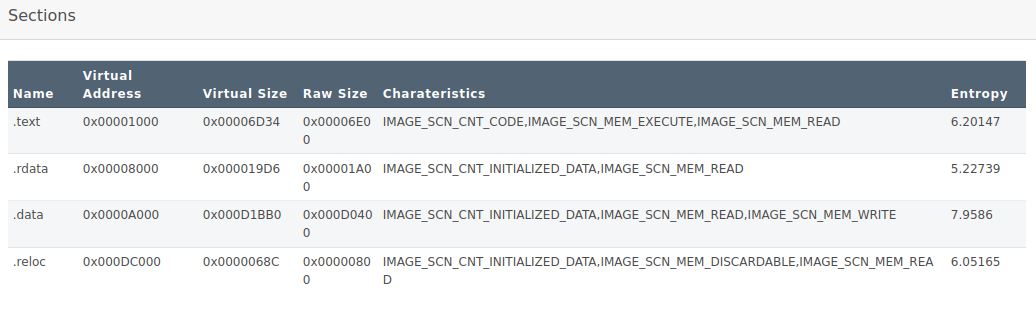 Sections
Virtual
Name Address Virtual Size Raw Size Charateristics Entropy
.text 0x00001000 0x00006D34 0x00006E0 IMAGE_SCN_CNT_CODE,IMAGE_SCN_MEM_EXECUTE,IMAGE_SCN_MEM_READ 6.20147
0
.rdata 0x00008000 0x000019D6 0x00001A0 IMAGE_SCN_CNT_INITIALIZED_DATA,IMAGE_SCN_MEM_READ 5.22739
0
.data 0x0000A000 0x000D1BB0 0x000D040 IMAGE_SCN_CNT_INITIALIZED_DATA,IMAGE_SCN_MEM_READ,IMAGE_SCN_MEM_WRITE 7.9586
0
.reloc 0x000DC000 0x0000068C 0x0000080 IMAGE_SCN_CNT_INITIALIZED_DATA,IMAGE_SCN_MEM_DISCARDABLE,IMAGE_SCN_MEM_REA 6.05165
0 D